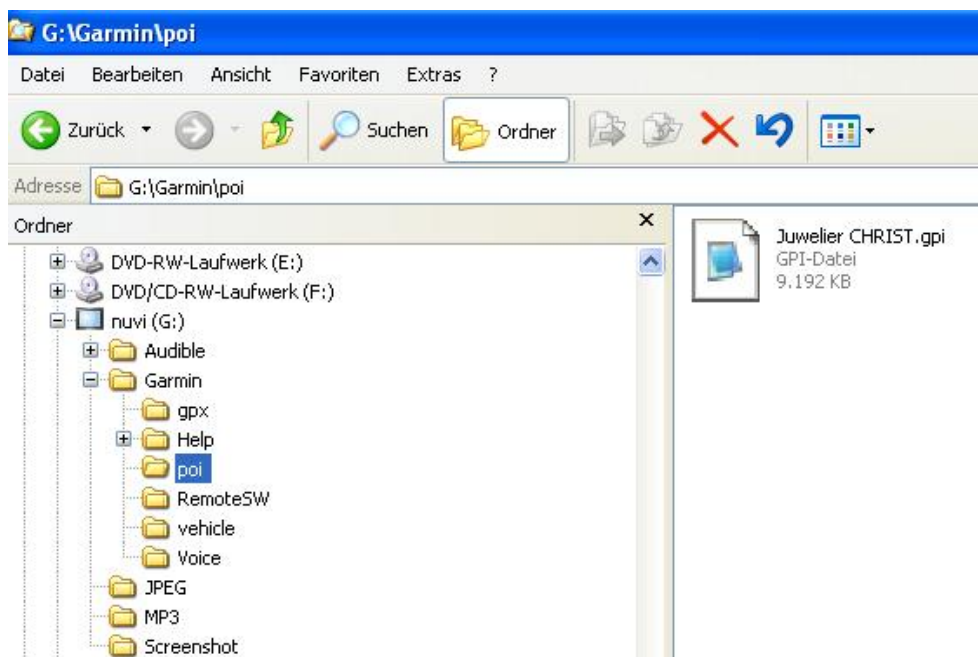 G:\Garmin\poi
Datei Bearbeiten Ansicht Favoriten Extras ?
Zurück Suchen Ordner
Adresse G:\Garmin\poi
Ordner x
DVD-RW-Laufwerk (E:)
DVD/CD-RW-Laufwerk (F:)
nuvi (G:)
Audible
Garmin
gpx
Help
poi
RemoteSW
vehicle
Voice
JPEG
MP3
Screenshot
Juwelier CHRIST.gpi
GPI-Datei
9.192 KB